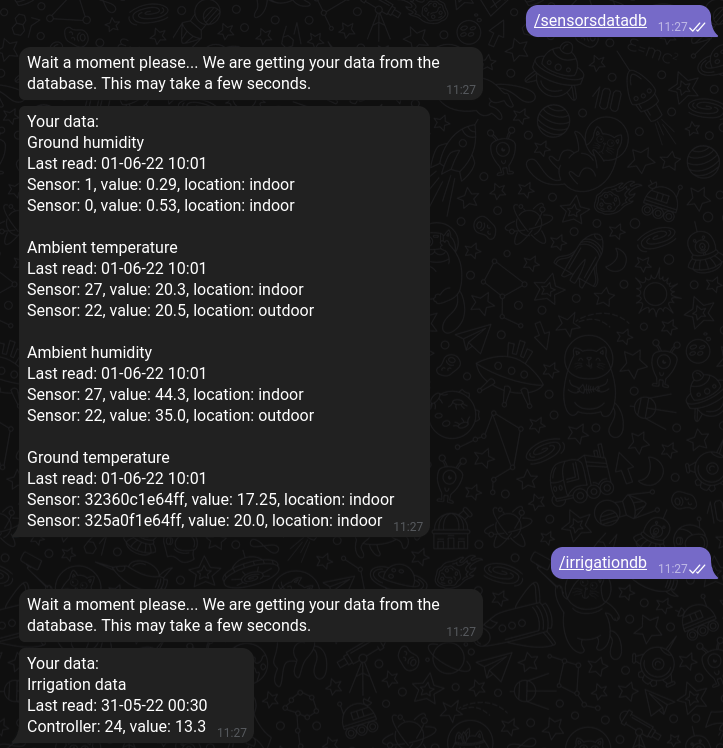 /sensorsdatadb
11:27
Wait a moment please... We are getting your data from the
database. This may take a few seconds.
11:27
Your data:
Ground humidity
Last read: 01-06-22 10:01
Sensor: 1, value: 0.29, location: indoor
Sensor: 0, value: 0.53, location: indoor
Ambient temperature
Last read: 01-06-22 10:01
Sensor: 27, value: 20.3, location: indoor
Sensor: 22, value: 20.5, location: outdoor
Ambient humidity
Last read: 01-06-22 10:01
Sensor: 27, value: 44.3, location: indoor
Sensor: 22, value: 35.0, location: outdoor
Ground temperature
Last read: 01-06-22 10:01
Sensor: 32360c1e64ff, value: 17.25, location: indoor
Sensor: 325a0f1e64ff, value: 20.0, location: indoor
11:27
/irrigationdb
11:27
Wait a moment please... We are getting your data from the
database. This may take a few seconds.
11:27
Your data:
Irrigation data
Last read: 31-05-22 00:30
Controller: 24, value: 13.3
11:27